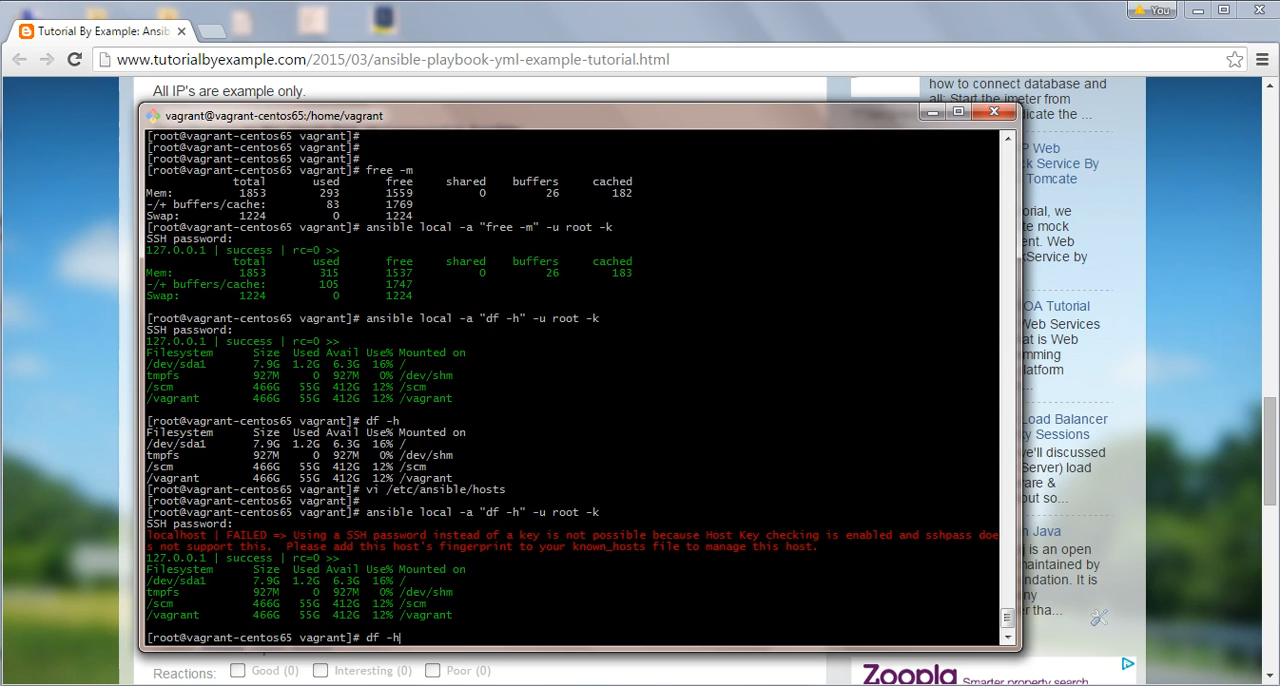 You
Tutorial By Example: Ansib
www.tutorialbyexample.com/2015/03/ansible-playbook-yml-example-tutorial.html
All IP's are example only.
vagrant@vagrant-centos65:/home/vagrant
[root@vagrant-centos65 vagrant]#
[root@vagrant-centos65 vagrant]#
[root@vagrant-centos65 vagrant]#
[root@vagrant-centos65 vagrant]# free -m
total used free shared buffers cached
Mem: 1853 293 1559 0 26 182
-/+ buffers/cache: 83 1769
Swap: 1224 0 1224
[root@vagrant-centos65 vagrant]# ansible local -a "free -m" -u root -k
SSH password:
127.0.0.1 | success | rc=0 >>
total used free shared buffers cached
Mem: 1853 315 1537 0 26 183
-/+ buffers/cache: 105 1747
Swap: 1224 0 1224
[root@vagrant-centos65 vagrant]# ansible local -a "df -h" -u root -k
SSH password:
127.0.0.1 | success | rc=0 >>
Filesystem Size Used Avail Use% Mounted on
/dev/sda1 7.9G 1.2G 6.3G 16% /
tmpfs 927M 0 927M 0% /dev/shm
/scm 466G 55G 412G 12% /scm
/vagrant 466G 55G 412G 12% /vagrant
[root@vagrant-centos65 vagrant]# df -h
Filesystem Size Used Avail Use% Mounted on
/dev/sda1 7.9G 1.2G 6.3G 16% /
tmpfs 927M 0 927M 0% /dev/shm
/scm 466G 55G 412G 12% /scm
/vagrant 466G 55G 412G 12% /vagrant
[root@vagrant-centos65 vagrant]# vi /etc/ansible/hosts
[root@vagrant-centos65 vagrant]#
[root@vagrant-centos65 vagrant]# ansible local -a "df -h" -u root -k
SSH password:
localhost | FAILED => Using a SSH password instead of a key is not possible because Host Key checking is enabled and sshpass doe
s not support this.  Please add this host's fingerprint to your known_hosts file to manage this host.
127.0.0.1 | success | rc=0 >>
Filesystem Size Used Avail Use% Mounted on
/dev/sda1 7.9G 1.2G 6.3G 16% /
tmpfs 927M 0 927M 0% /dev/shm
/scm 466G 55G 412G 12% /scm
/vagrant 466G 55G 412G 12% /vagrant
[root@vagrant-centos65 vagrant]# df -h
how to connect database and
all: Start the jmeter from
dicate the ...
P Web
ck Service By
Tomcate
orial, we
te mock
ent. Web
kService by
OA Tutorial
Web Services
at is Web
mming
latform
...
Load Balancer
ky Sessions
ve'll discussed
Server) load
are &
out so...
n Java
j is an open
maintained by
ndation. It is
ny
er tha...
Reactions: Good (0) Interesting (0) Poor (0)
Zoopla Smarter property search